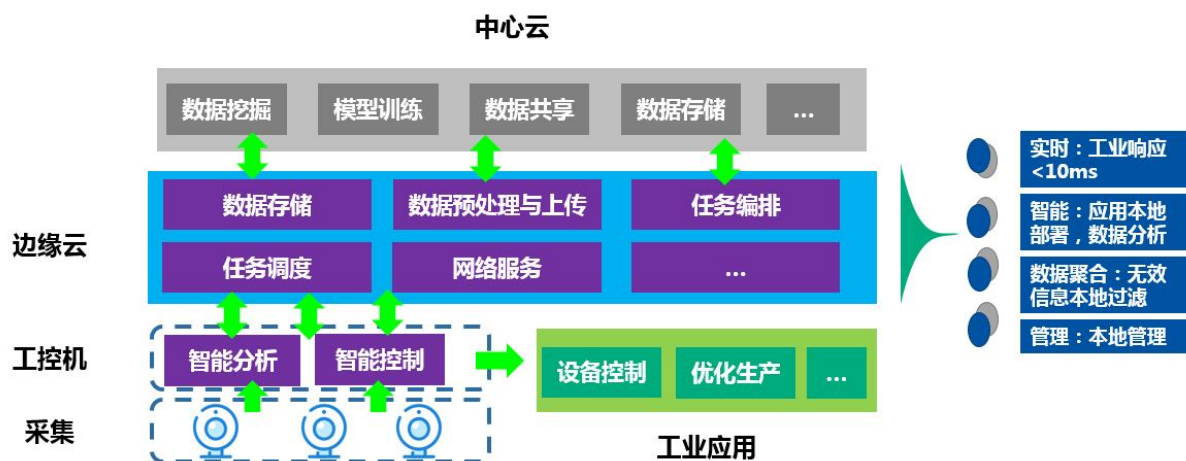 中心云
数据挖掘
模型训练
数据共享
数据存储
...
边缘云
数据存储
数据预处理与上传
任务编排
任务调度
网络服务
...
实时：工业响应
<10ms
智能：应用本地
部署，数据分析
数据聚合：无效
信息本地过滤
管理：本地管理
工控机
智能分析
智能控制
设备控制
优化生产
...
采集
工业应用